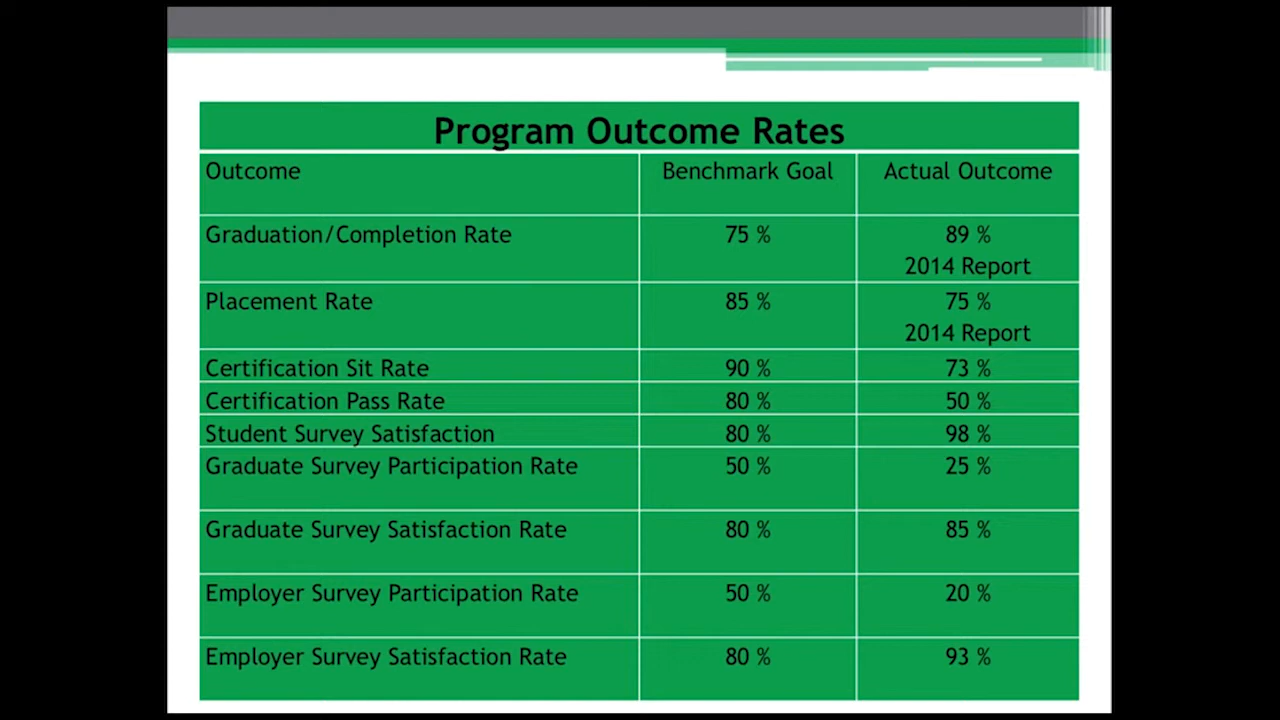 Program Outcome Rates
Outcome Benchmark Goal Actual Outcome
Graduation/Completion Rate 75 % 89 %
2014 Report
Placement Rate 85 % 75 %
2014 Report
Certification Sit Rate 90 % 73 %
Certification Pass Rate 80 % 50 %
Student Survey Satisfaction 80 % 98 %
Graduate Survey Participation Rate 50 % 25 %
Graduate Survey Satisfaction Rate 80 % 85 %
Employer Survey Participation Rate 50 % 20 %
Employer Survey Satisfaction Rate 80 % 93 %